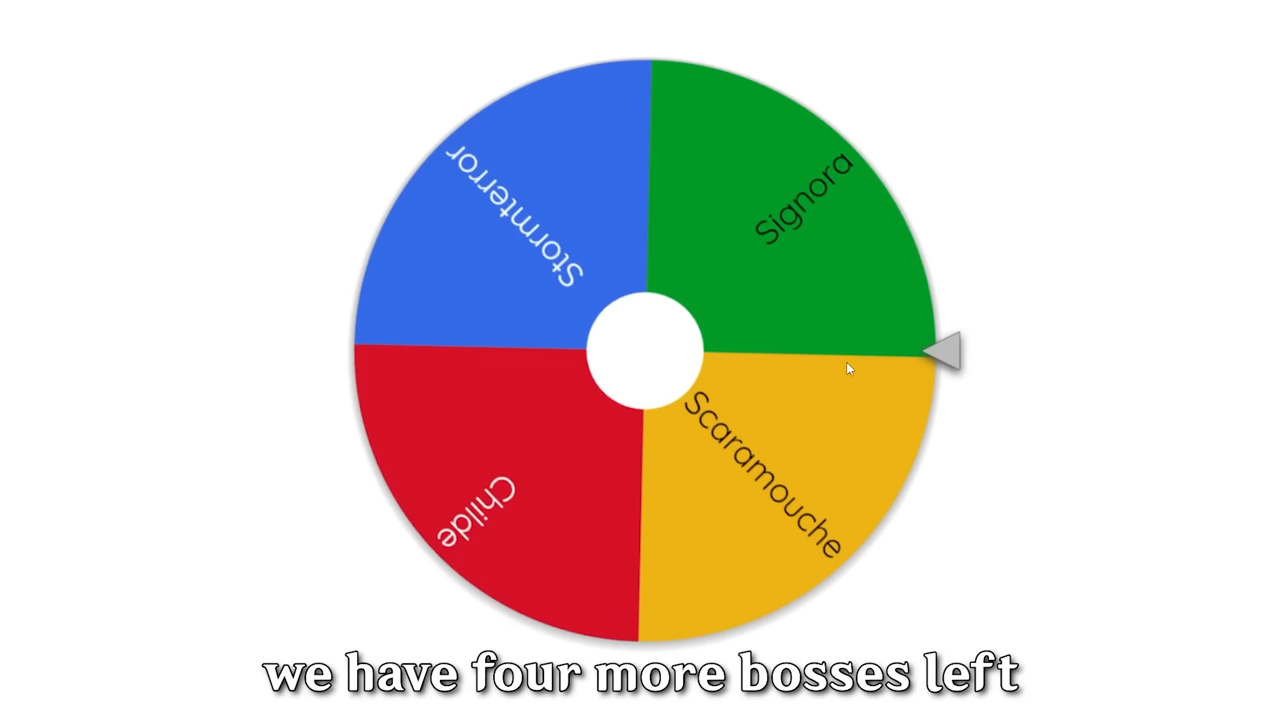 Stormterror
Signora
Childe
Scaramouche
we have four more bosses left